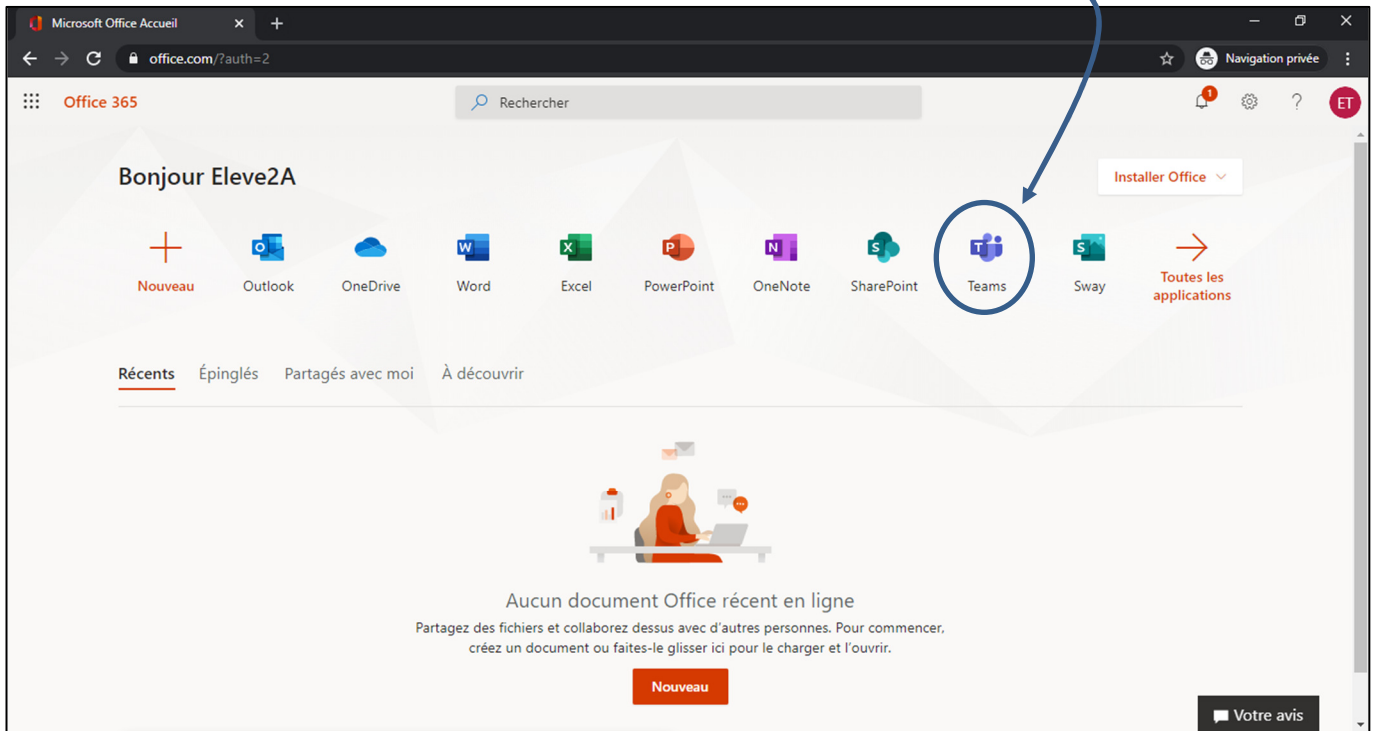 Microsoft Office Accueil
office.com/?auth=2
Navigation privée
Office 365
Rechercher
1
?
ET
Bonjour Eleve2A
Installer Office
Nouveau
Outlook
OneDrive
Word
Excel
PowerPoint
OneNote
SharePoint
Teams
Sway
Toutes les
applications
Récents Épinglés Partagés avec moi À découvrir
Aucun document Office récent en ligne
Partagez des fichiers et collaborez dessus avec d'autres personnes. Pour commencer,
créez un document ou faites-le glisser ici pour le charger et l'ouvrir.
Nouveau
Votre avis